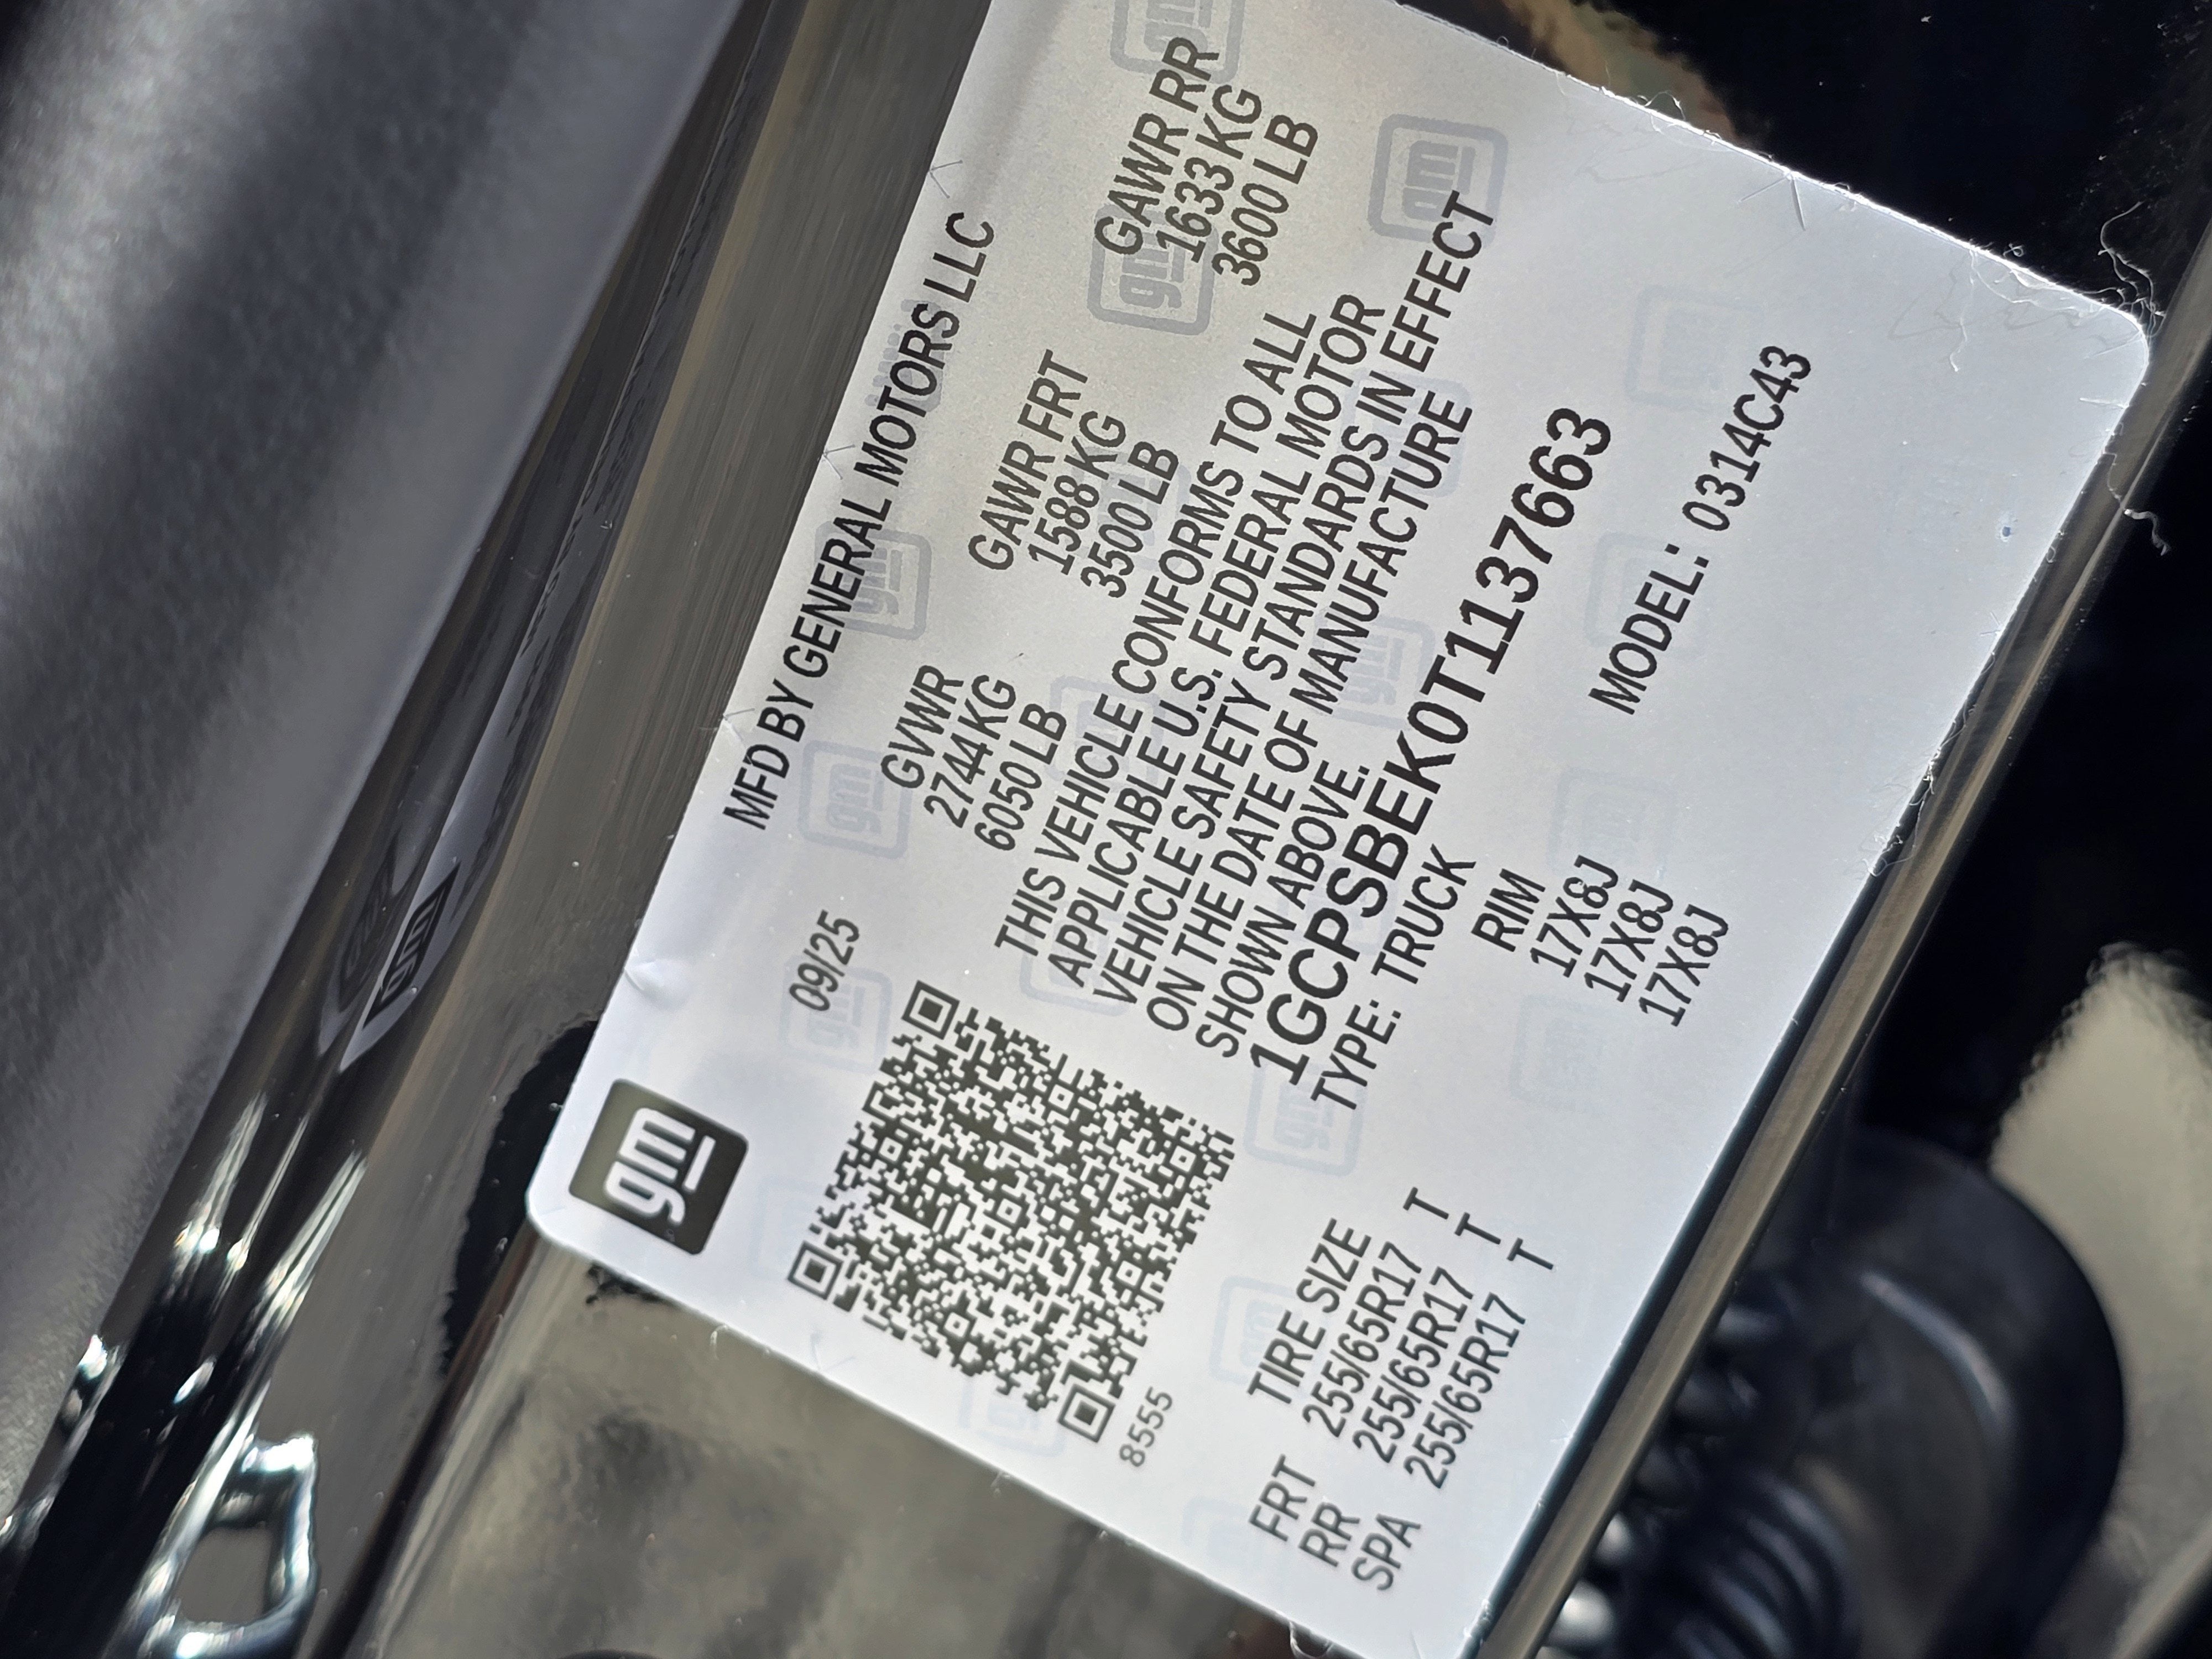 gm
MFD BY GENERAL MOTORS LLC
09/25
GVWR GAWR FRT GAWR RR
2744 KG 1588 KG 1633 KG
6050 LB 3500 LB 3600 LB
THIS VEHICLE CONFORMS TO ALL
APPLICABLE U.S. FEDERAL MOTOR
VEHICLE SAFETY STANDARDS IN EFFECT
ON THE DATE OF MANUFACTURE
SHOWN ABOVE.
1GCPSBEK0T1137663
TYPE: TRUCK
8555
MODEL: 0314C43
TIRE SIZE RIM
FRT 255/65R17 T 17X8J
RR 255/65R17 T 17X8J
SPA 255/65R17 T 17X8J